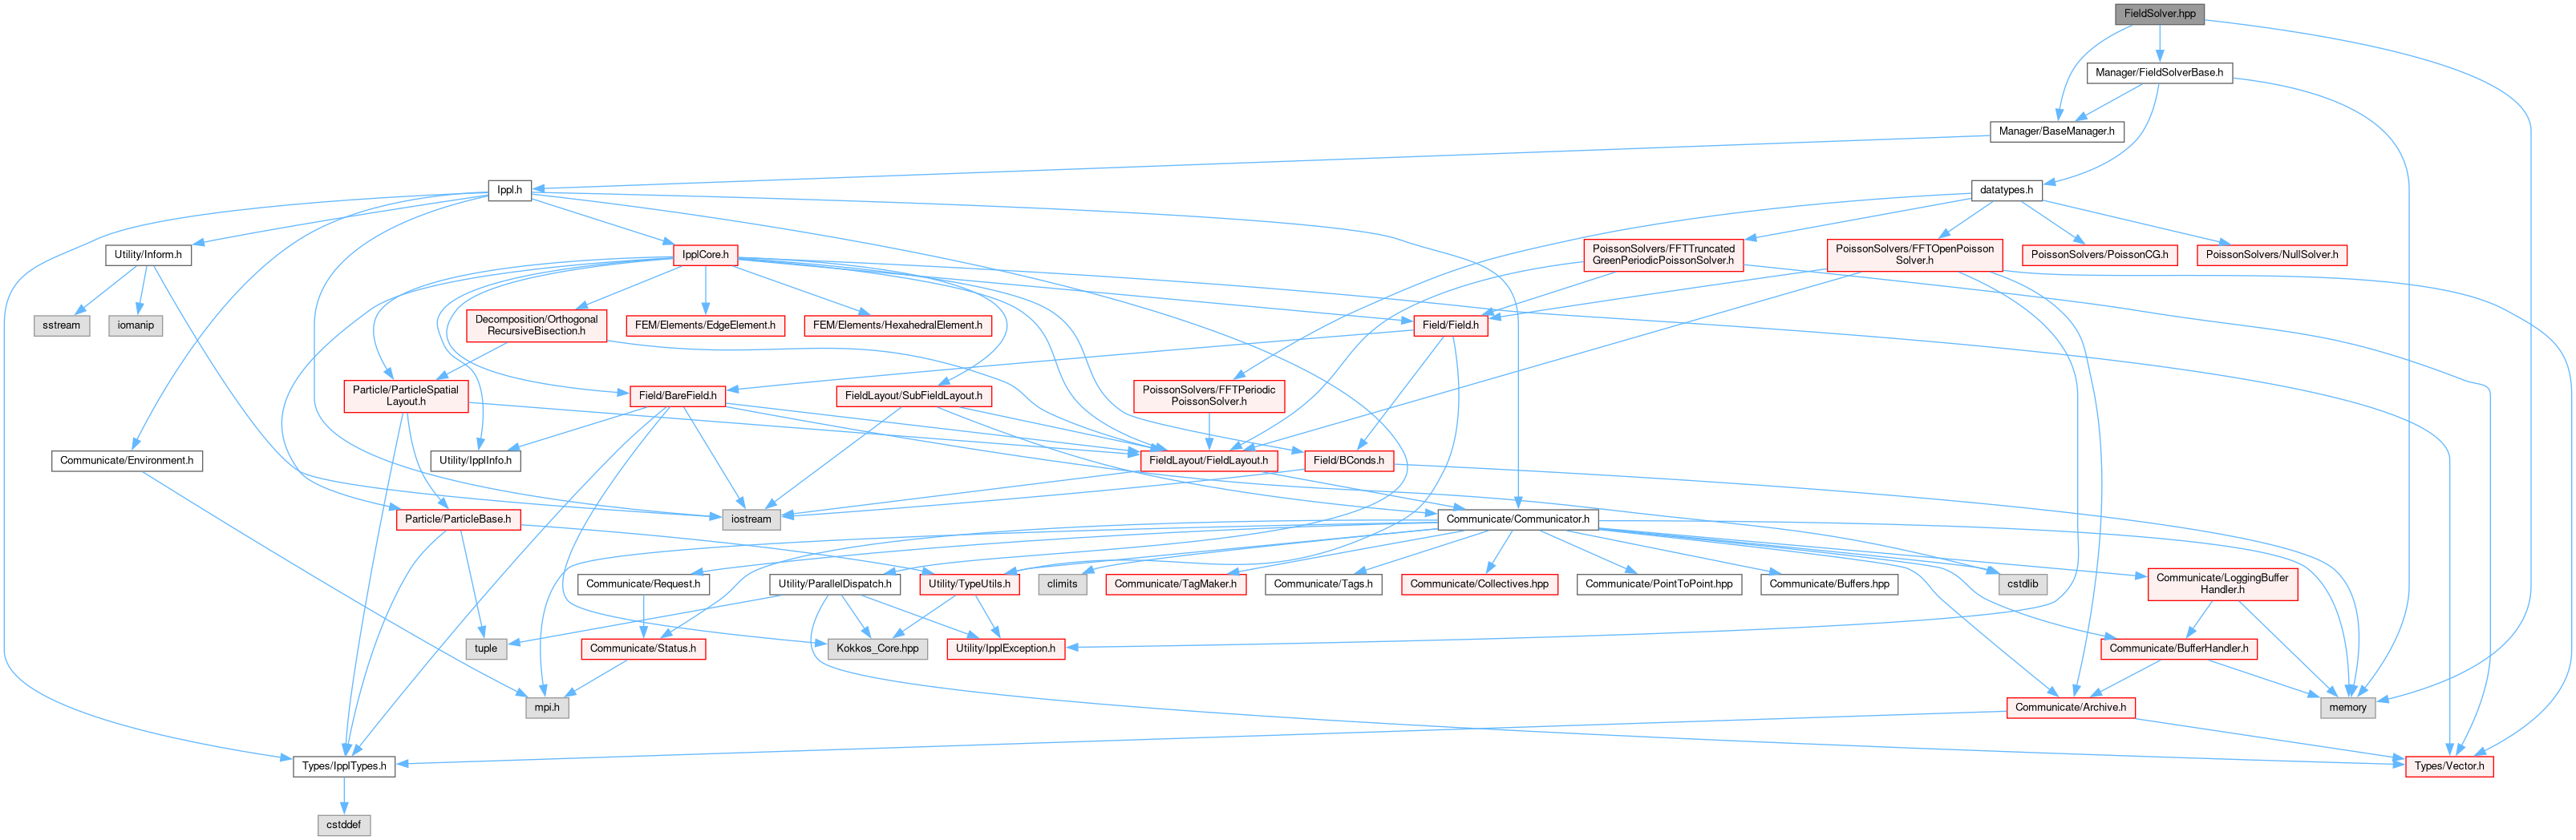 FieldSolver.hpp
Manager/FieldSolverBase.h
Manager/BaseManager.h
Ippl.h
datatypes.h
Utility/Inform.h
IpplCore.h
PoissonSolvers/FFTTruncated
GreenPeriodicPoissonSolver.h
PoissonSolvers/FFTOpenPoisson
Solver.h
PoissonSolvers/PoissonCG.h
PoissonSolvers/NullSolver.h
sstream
iomanip
Decomposition/Orthogonal
RecursiveBisection.h
FEM/Elements/EdgeElement.h
FEM/Elements/HexahedralElement.h
Field/Field.h
Particle/ParticleSpatial
Layout.h
Field/BareField.h
FieldLayout/SubFieldLayout.h
PoissonSolvers/FFTPeriodic
PoissonSolver.h
Communicate/Environment.h
Utility/IpplInfo.h
FieldLayout/FieldLayout.h
Field/BConds.h
Particle/ParticleBase.h
iostream
Communicate/Communicator.h
Communicate/Request.h
Utility/ParallelDispatch.h
Utility/TypeUtils.h
climits
Communicate/TagMaker.h
Communicate/Tags.h
Communicate/Collectives.hpp
Communicate/PointToPoint.hpp
Communicate/Buffers.hpp
cstdlib
Communicate/LoggingBuffer
Handler.h
tuple
Communicate/Status.h
Kokkos_Core.hpp
Utility/IpplException.h
Communicate/BufferHandler.h
mpi.h
Communicate/Archive.h
memory
Types/IpplTypes.h
Types/Vector.h
cstddef